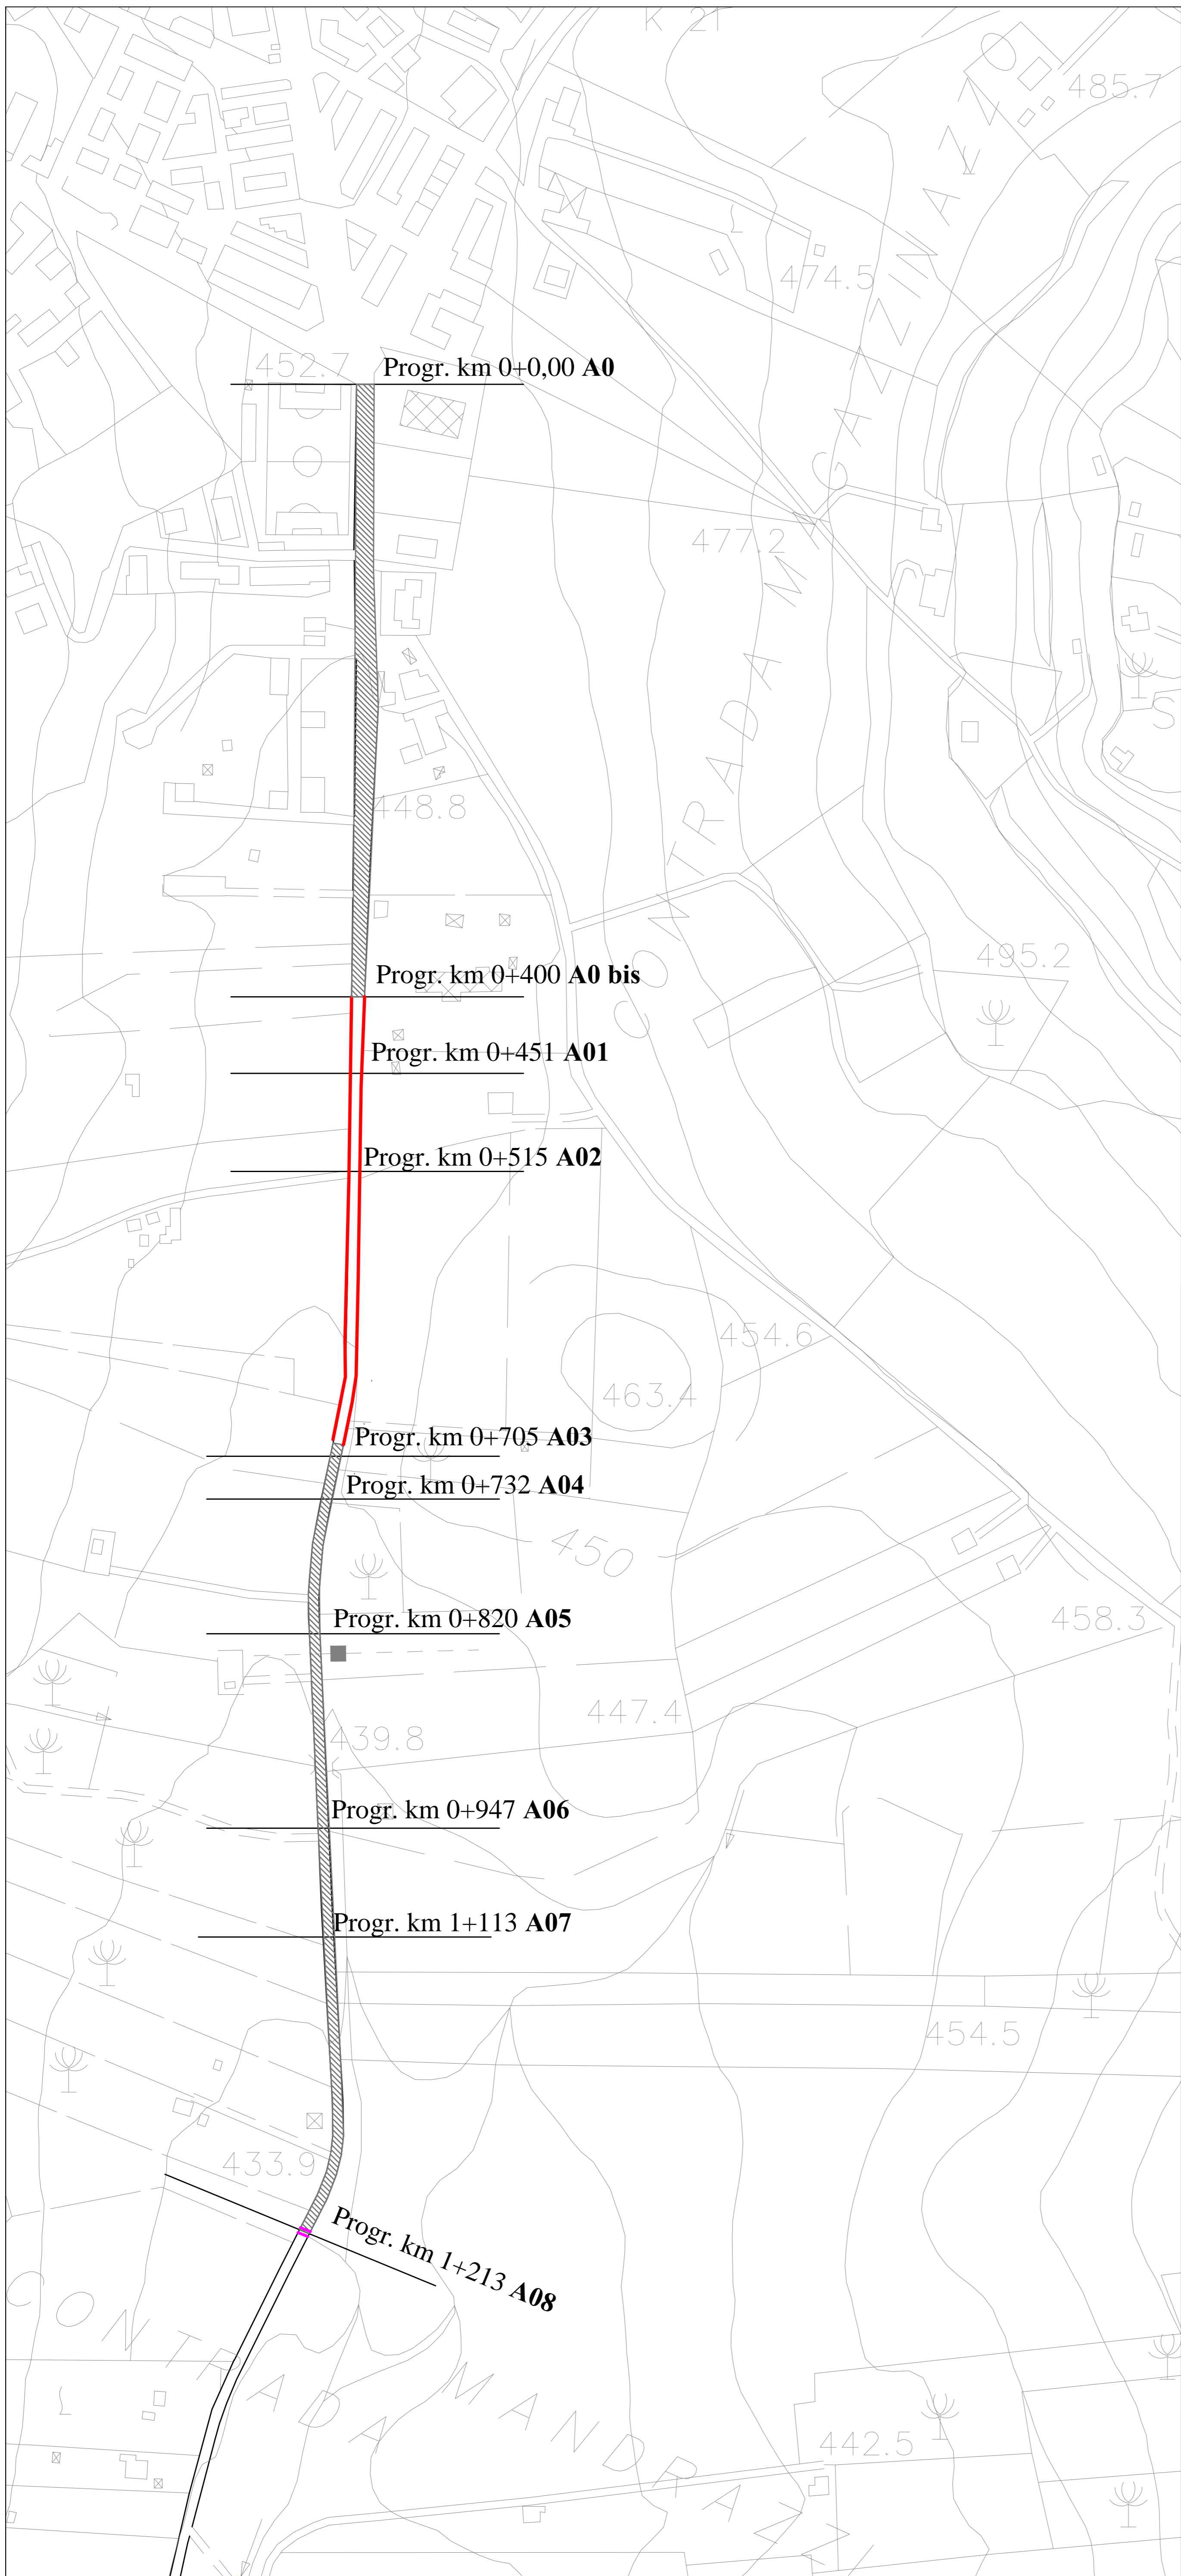 K 21
485.7
474.5
452.7
Progr. km 0+0,00 A0
477.2
CONTRADA MAZZINAZZO
S
448.8
495.2
Progr. km 0+400 A0 bis
Progr. km 0+451 A01
Progr. km 0+515 A02
454.6
463.4
Progr. km 0+705 A03
Progr. km 0+732 A04
450
Progr. km 0+820 A05
458.3
447.4
439.8
Progr. km 0+947 A06
Progr. km 1+113 A07
454.5
433.9
Progr. km 1+213 A08
CONTRADA MANDRAZZ
442.5